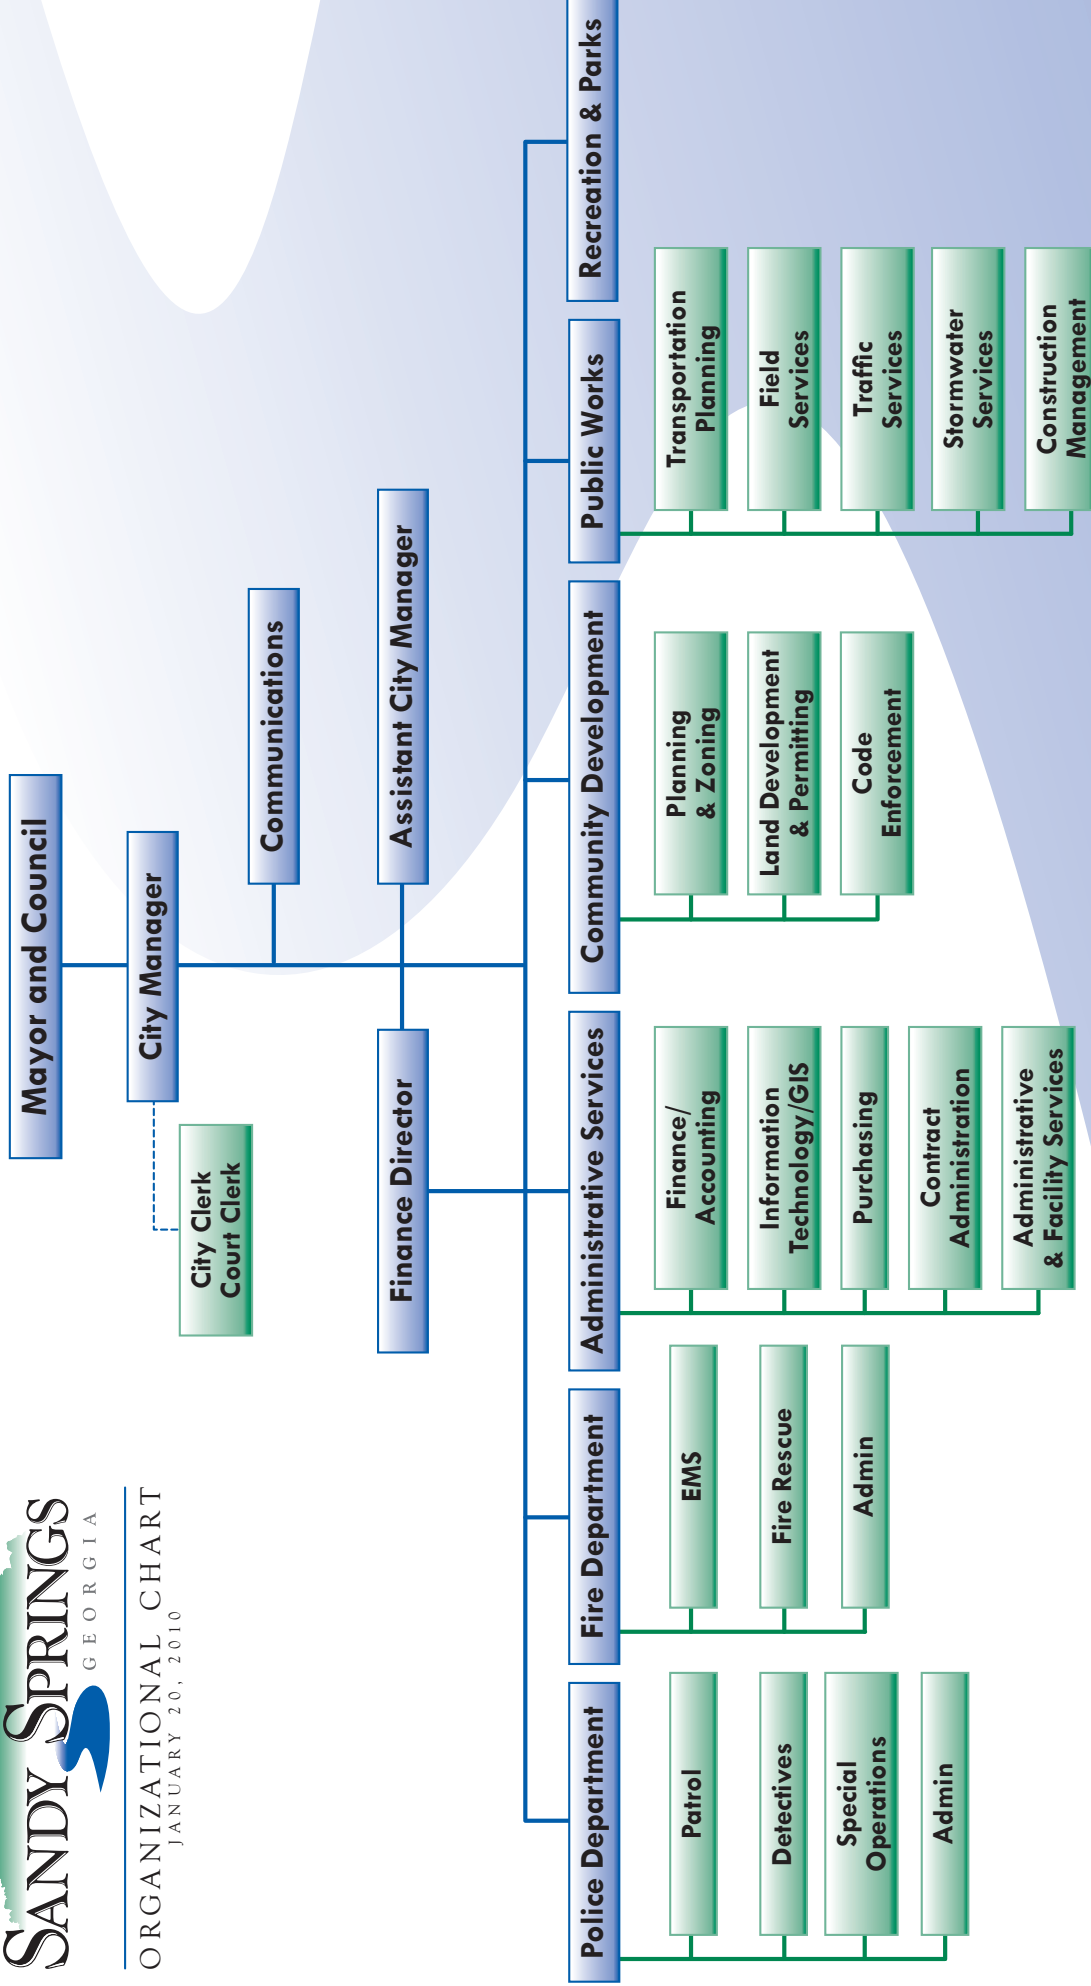 SANDY SPRINGS
GEORGIA
ORGANIZATIONAL CHART
JANUARY 20, 2010
Mayor and Council
City Manager
City Clerk
Court Clerk
Communications
Finance Director
Assistant City Manager
Police Department
Fire Department
Administrative Services
Community Development
Public Works
Recreation & Parks
Patrol
Detectives
Special
Operations
Admin
EMS
Fire Rescue
Admin
Finance/
Accounting
Information
Technology/GIS
Purchasing
Contract
Administration
Administrative
& Facility Services
Planning
& Zoning
Land Development
& Permitting
Code
Enforcement
Transportation
Planning
Field
Services
Traffic
Services
Stormwater
Services
Construction
Management